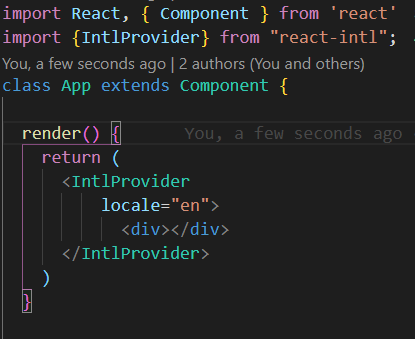 import React, { Component } from 'react'
import {IntlProvider} from "react-intl";
You, a few seconds ago | 2 authors (You and others)
class App extends Component {
render() {    You, a few seconds ago
return (
<IntlProvider
locale="en">
<div></div>
</IntlProvider>
)
}